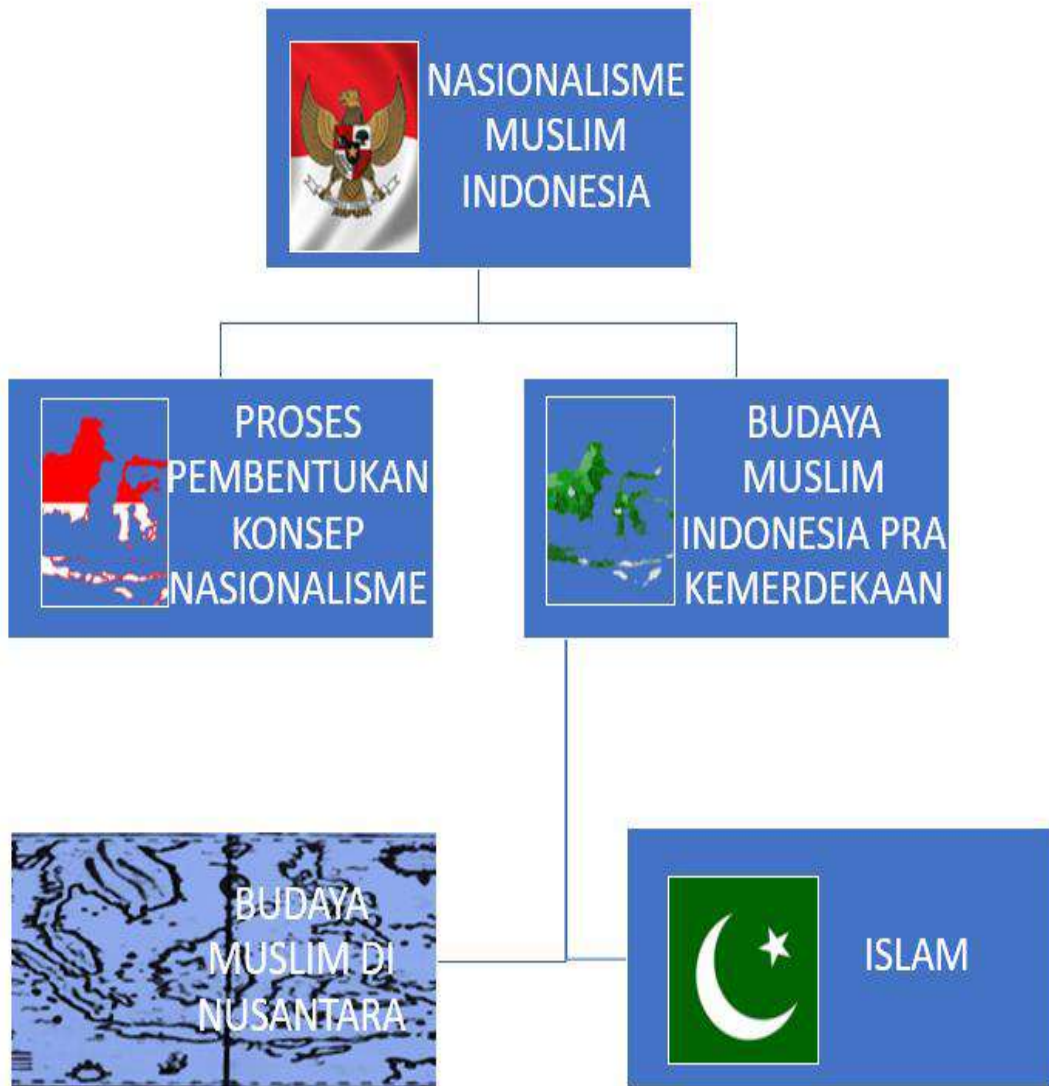 NASIONALISME
MUSLIM
INDONESIA
PROSES
PEMBENTUKAN
KONSEP
NASIONALISME
BUDAYA
MUSLIM
INDONESIA PRA
KEMERDEKAAN
BUDAYA
MUSLIM DI
NUSANTARA
ISLAM